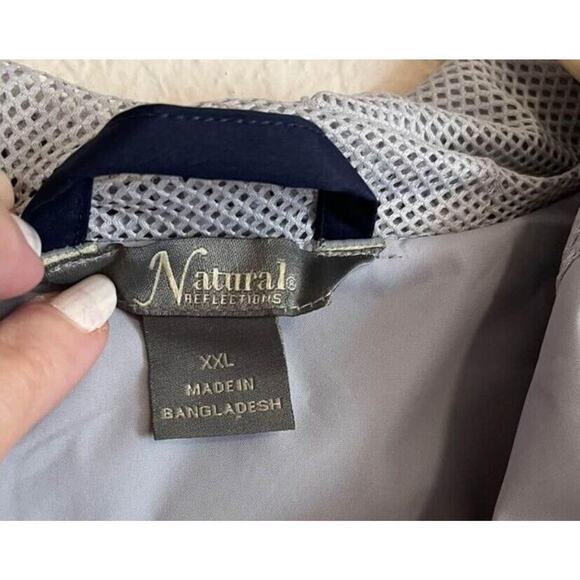 Natural®
REFLECTIONS
XXL
MADE IN
BANGLADESH